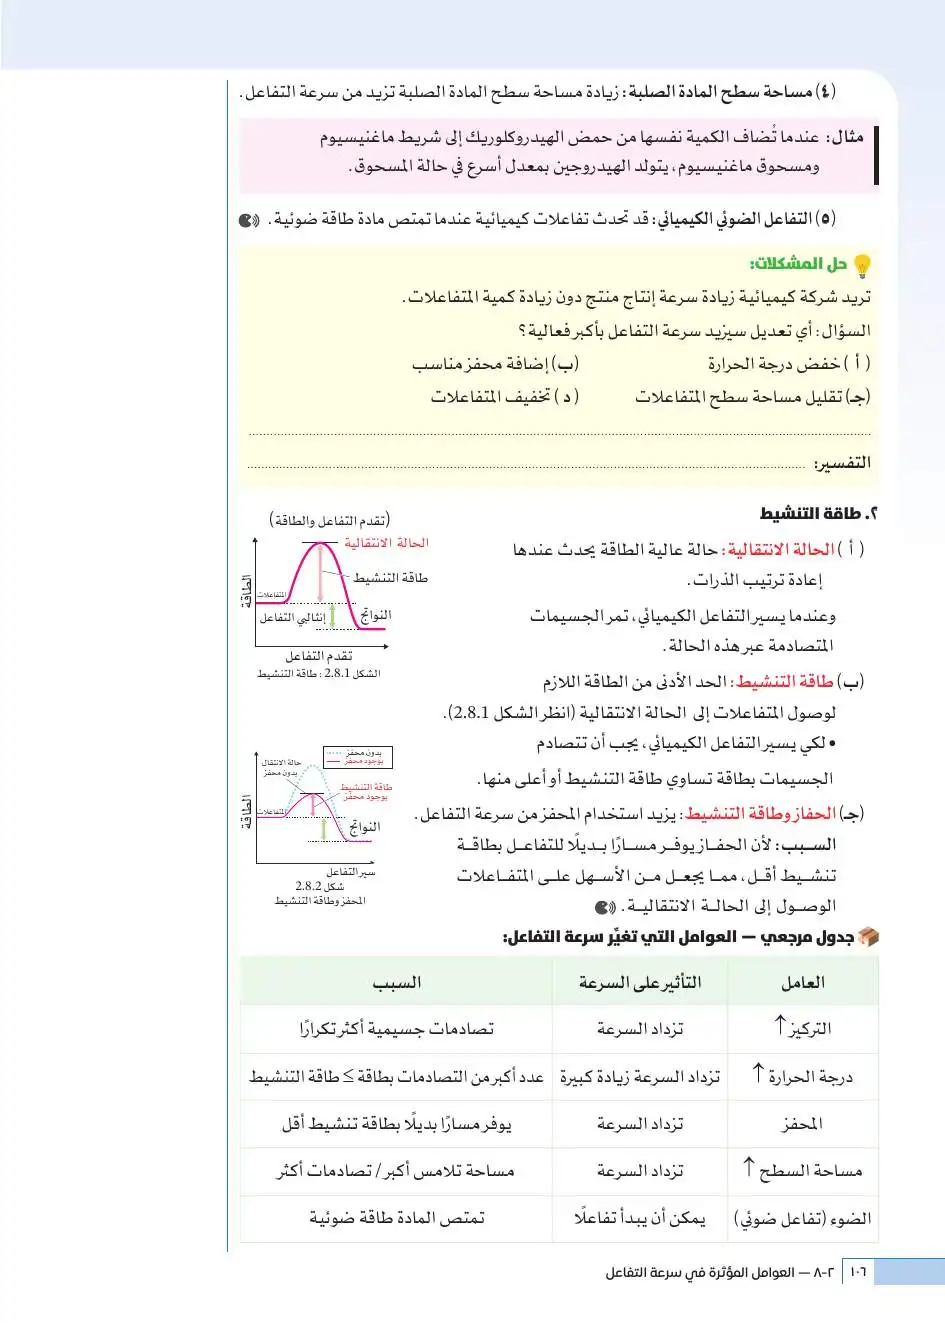 (٤) مساحة سطح المادة الصلبة: زيادة مساحة سطح المادة الصلبة تزيد من سرعة التفاعل.
مثال: عندما تُضاف الكمية نفسها من حمض الهيدروكلوريك إلى شريط ماغنيسيوم
ومسحوق ماغنيسيوم، يتولد الهيدروجين بمعدل أسرع في حالة المسحوق.
(٥) التفاعل الضوئي الكيميائي: قد تحدث تفاعلات كيميائية عندما تمتص مادة طاقة ضوئية.
حل المشكلات:
تريد شركة كيميائية زيادة سرعة إنتاج منتج دون زيادة كمية المتفاعلات.
السؤال: أي تعديل سيزيد سرعة التفاعل بأكبر فعالية؟
(أ) خفض درجة الحرارة (ب) إضافة محفز مناسب
(جـ) تقليل مساحة سطح المتفاعلات (د) تخفيف المتفاعلات
التفسير:
٢. طاقة التنشيط
(أ) الحالة الانتقالية: حالة عالية الطاقة يحدث عندها
إعادة ترتيب الذرات.
وعندما يسير التفاعل الكيميائي، تمر الجسيمات
المتصادمة عبر هذه الحالة.
(ب) طاقة التنشيط: الحد الأدنى من الطاقة اللازم
لوصول المتفاعلات إلى الحالة الانتقالية (انظر الشكل 2.8.1).
• لكي يسير التفاعل الكيميائي، يجب أن تتصادم
الجسيمات بطاقة تساوي طاقة التنشيط أو أعلى منها.
(جـ) الحفاز وطاقة التنشيط: يزيد استخدام المحفز من سرعة التفاعل.
السبب: لأن الحفاز يوفر مسارًا بديلًا للتفاعل بطاقة
تنشيط أقل، مما يجعل من الأسهل على المتفاعلات
الوصول إلى الحالة الانتقالية.
(تقدم التفاعل والطاقة)
الحالة الانتقالية
طاقة التنشيط
المتفاعلات
النواتج
إنثالبي التفاعل
الطاقة
تقدم التفاعل
الشكل 2.8.1 : طاقة التنشيط
بدون محفز
بوجود محفز
حالة الانتقال
بدون محفز
طاقة التنشيط
بوجود محفز
المتفاعلات
النواتج
الطاقة
سير التفاعل
شكل 2.8.2
المحفز وطاقة التنشيط
جدول مرجعي — العوامل التي تغيّر سرعة التفاعل:
العامل التأثير على السرعة السبب
التركيز ↑ تزداد السرعة تصادمات جسيمية أكثر تكرارًا
درجة الحرارة ↑ تزداد السرعة زيادة كبيرة عدد أكبر من التصادمات بطاقة ≥ طاقة التنشيط
المحفز تزداد السرعة يوفر مسارًا بديلًا بطاقة تنشيط أقل
مساحة السطح ↑ تزداد السرعة مساحة تلامس أكبر / تصادمات أكثر
الضوء (تفاعل ضوئي) يمكن أن يبدأ تفاعلًا تمتص المادة طاقة ضوئية
١٠٦ ٢-٨ — العوامل المؤثرة في سرعة التفاعل